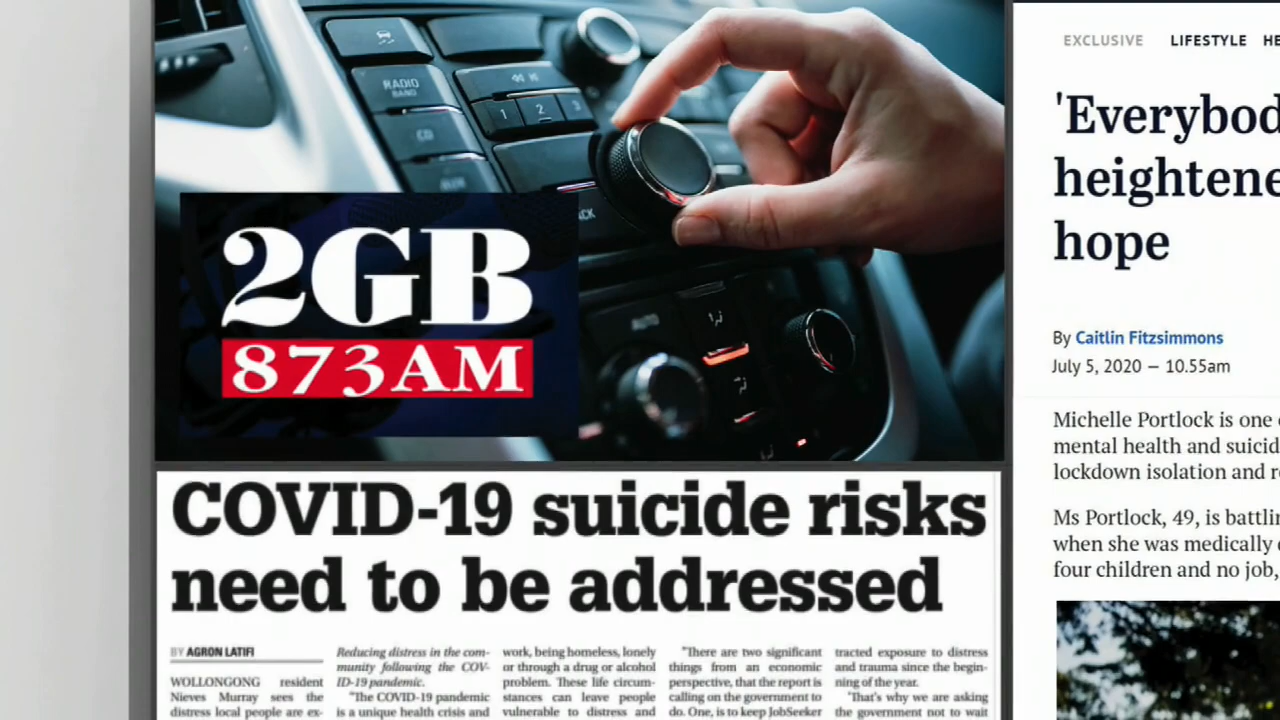 RADIO
BAND
1 2 3
CD
AUX
AUTO
2GB
873AM
COVID-19 suicide risks
need to be addressed
BY AGRON LATIFI
WOLLONGONG resident
Nieves Murray sees the
distress local people are ex-
Reducing distress in the com-
munity following the COV-
ID-19 pandemic.
"The COVID-19 pandemic
is a unique health crisis and
work, being homeless, lonely
or through a drug or alcohol
problem. These life circum-
stances can leave people
vulnerable to distress and
"There are two significant
things from an economic
perspective, that the report is
calling on the government to
do. One, is to keep JobSeeker
tracted exposure to distress
and trauma since the begin-
ning of the year.
"That's why we are asking
the government not to wait
EXCLUSIVE LIFESTYLE HE
'Everybod
heightene
hope
By Caitlin Fitzsimmons
July 5, 2020 — 10.55am
Michelle Portlock is one
mental health and suicid
lockdown isolation and r
Ms Portlock, 49, is battlin
when she was medically
four children and no job,